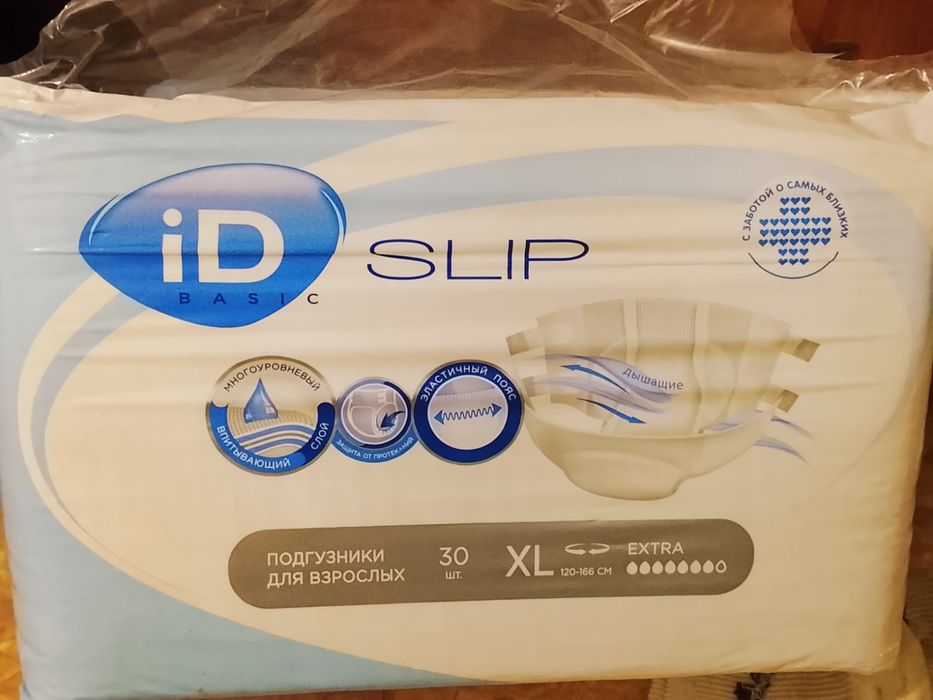 iD
BASIC
SLIP
С ЗАБОТОЙ О САМЫХ БЛИЗКИХ
МНОГОУРОВНЕВЫЙ
ВПИТЫВАЮЩИЙ СЛОЙ
ЗАЩИТА ОТ ПРОТЕКАНИЙ
ЭЛАСТИЧНЫЙ ПОЯС
дышащие
ПОДГУЗНИКИ
ДЛЯ ВЗРОСЛЫХ
30
шт.
XL
120-166 СМ
EXTRA